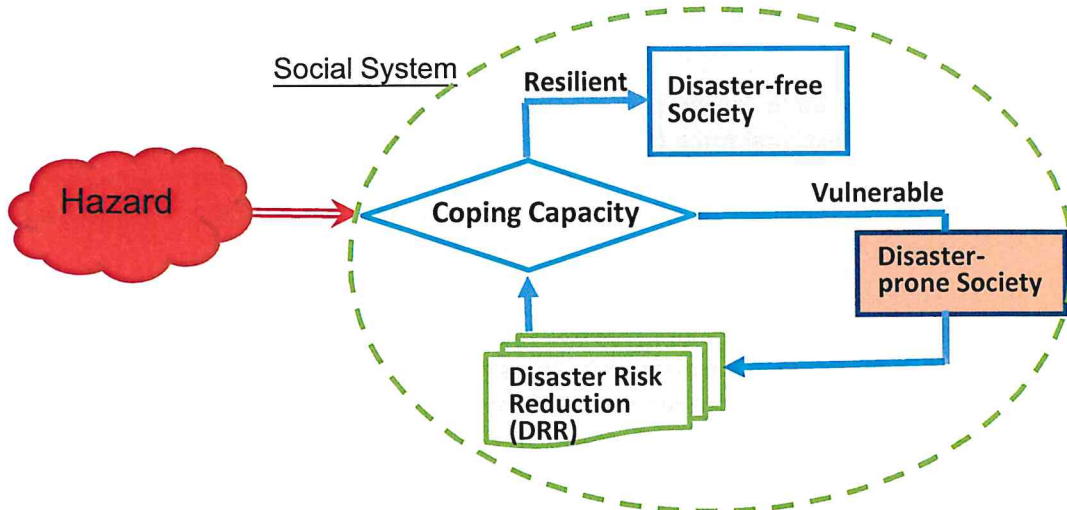 Social System
Resilient
Disaster-free
Society
Hazard
Coping Capacity
Vulnerable
Disaster-
prone Society
Disaster Risk
Reduction
(DRR)